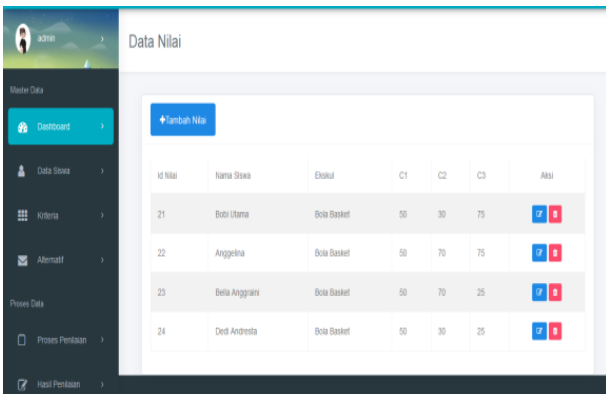 admin
Master Data
Dashboard
Data Siswa
Kriteria
Alternatif
Proses Data
Proses Penilaian
Hasil Penilaian
Data Nilai
+Tambah Nilai
Id Nilai Nama Siswa Ekskul C1 C2 C3 Aksi
21 Bobi Utama Bola Basket 50 30 75
22 Anggelina Bola Basket 50 70 75
23 Bella Anggraini Bola Basket 50 70 25
24 Dedi Andresta Bola Basket 50 30 25